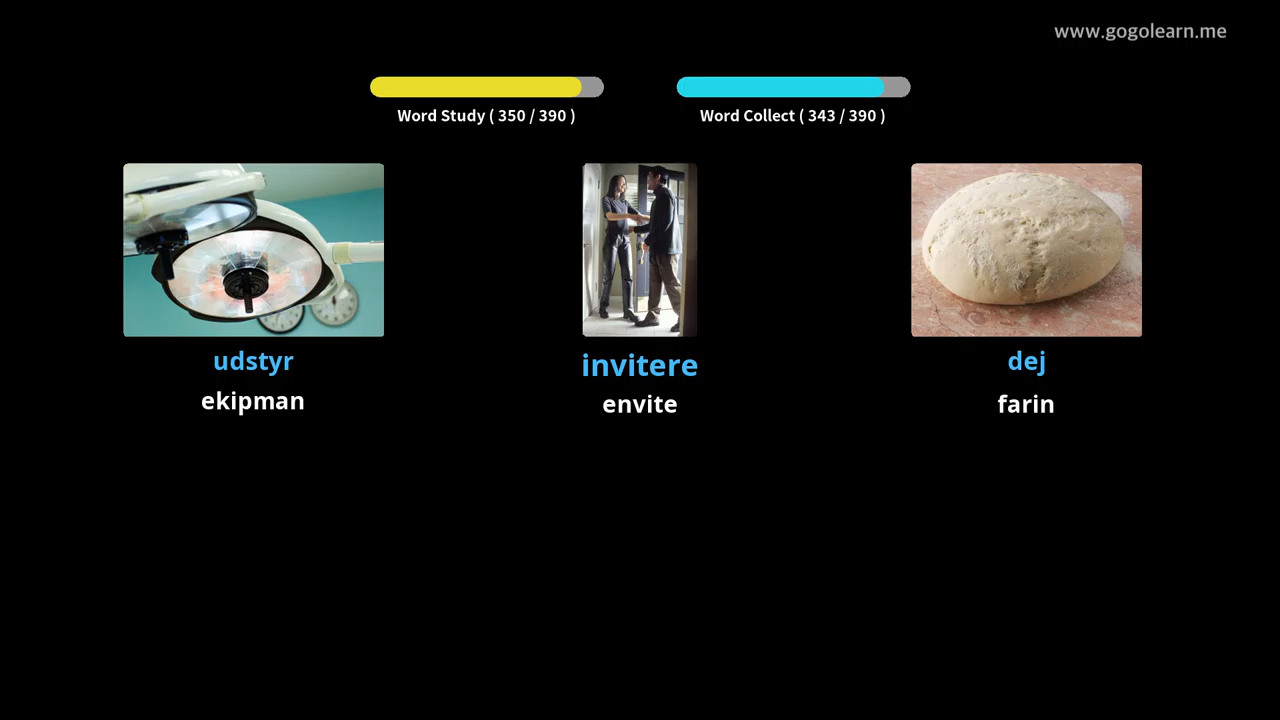 www.gogolearn.me
Word Study ( 350 / 390 )
Word Collect ( 343 / 390 )
udstyr
invitere
dej
ekipman
envite
farin